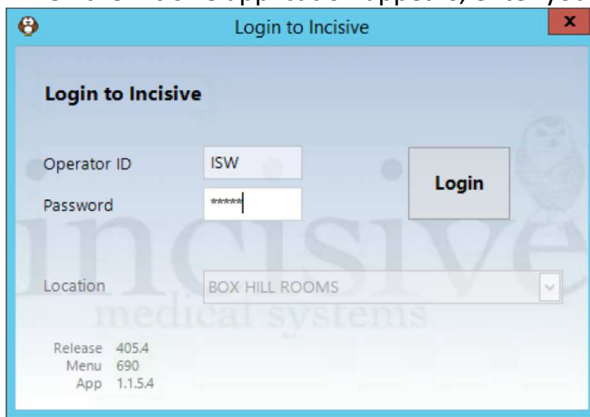 Login to Incisive
x
Login to Incisive
Operator ID ISW
Login
Password *****
Location BOX HILL ROOMS
incisive
medical systems
Release 405.4
Menu 690
App 1.1.5.4